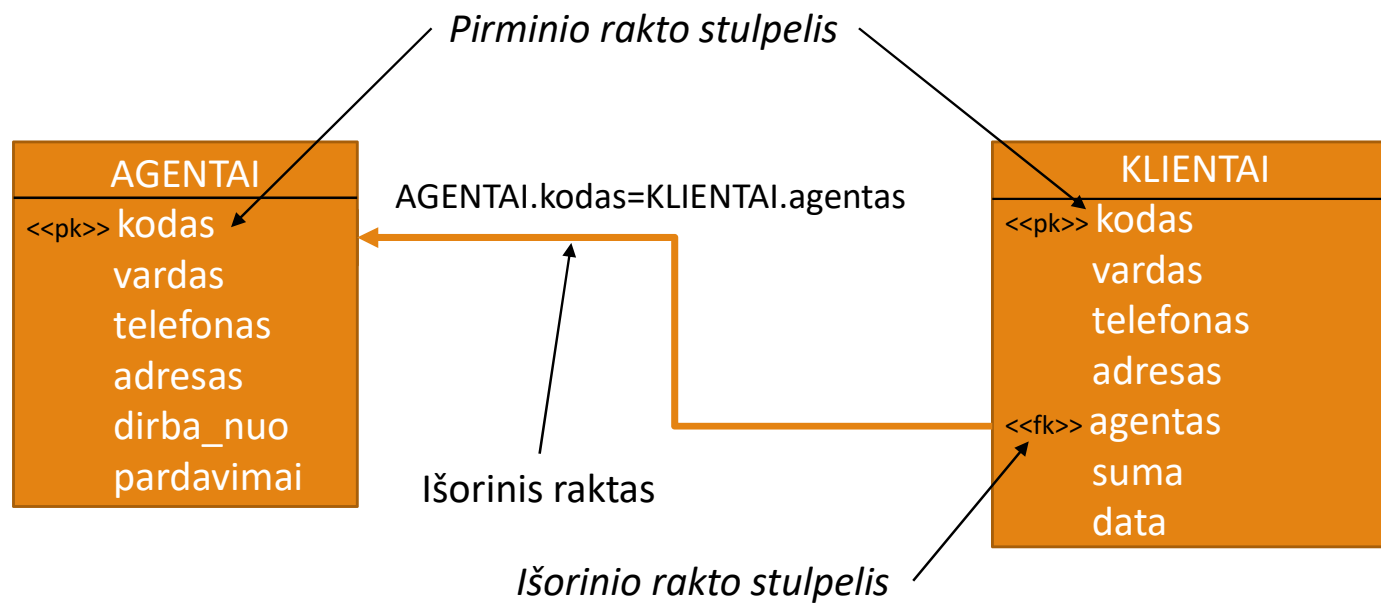 Pirminio rakto stulpelis
AGENTAI
<<pk>> kodas
vardas
telefonas
adresas
dirba_nuo
pardavimai
AGENTAI.kodas=KLIENTAI.agentas
Išorinis raktas
KLIENTAI
<<pk>> kodas
vardas
telefonas
adresas
<<fk>> agentas
suma
data
Išorinio rakto stulpelis